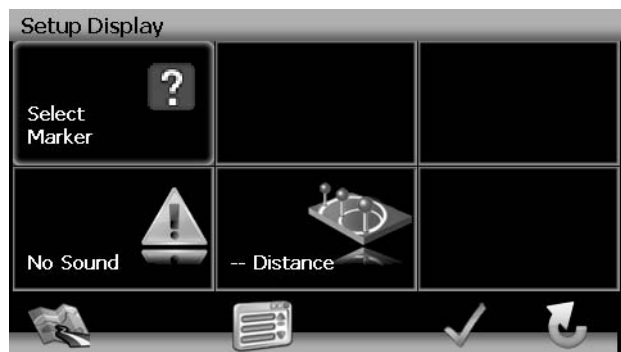 Setup Display
Select
Marker
No Sound
-- Distance